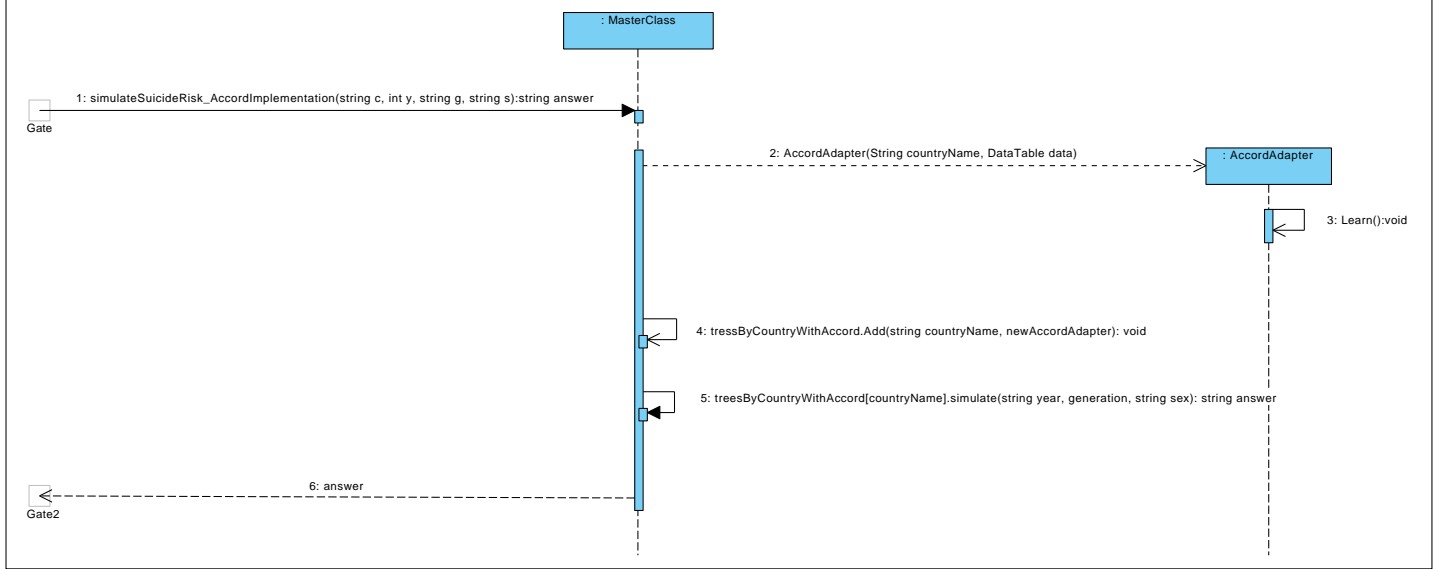 : MasterClass
1: simulateSuicideRisk_AccordImplementation(string c, int y, string g, string s):string answer
Gate
2: AccordAdapter(String countryName, DataTable data)
: AccordAdapter
3: Learn():void
4: tressByCountryWithAccord.Add(string countryName, newAccordAdapter): void
5: treesByCountryWithAccord[countryName].simulate(string year, generation, string sex): string answer
6: answer
Gate2